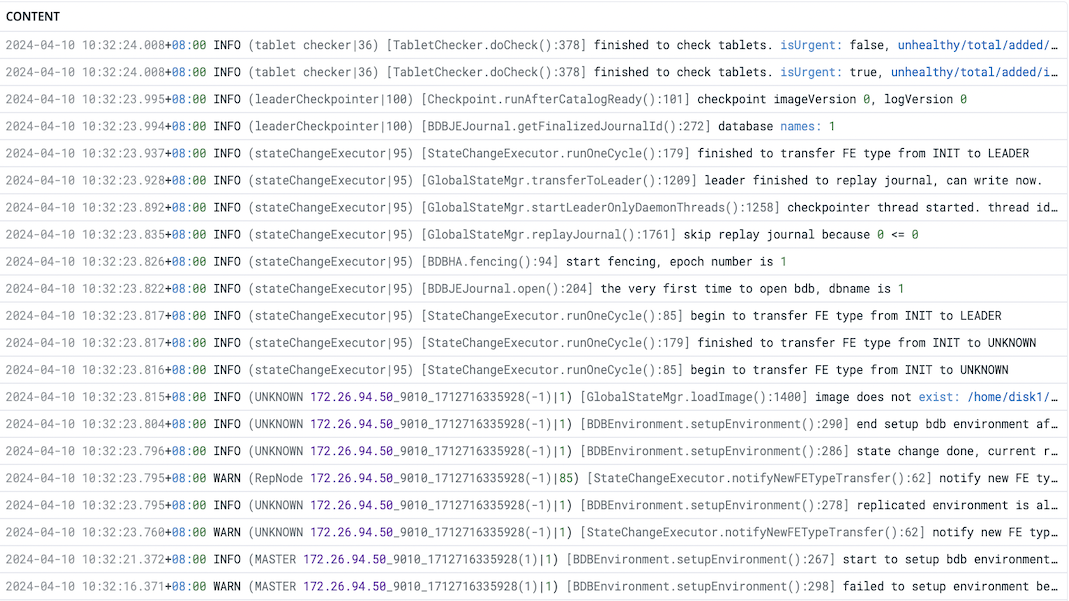 CONTENT
2024-04-10 10:32:24.008+08:00 INFO (tablet checker|36) [TabletChecker.doCheck():378] finished to check tablets. isUrgent: false, unhealthy/total/added/…
2024-04-10 10:32:24.008+08:00 INFO (tablet checker|36) [TabletChecker.doCheck():378] finished to check tablets. isUrgent: true, unhealthy/total/added/i…
2024-04-10 10:32:23.995+08:00 INFO (leaderCheckpointer|100) [Checkpoint.runAfterCatalogReady():101] checkpoint imageVersion 0, logVersion 0
2024-04-10 10:32:23.994+08:00 INFO (leaderCheckpointer|100) [BDBJEJournal.getFinalizedJournalId():272] database names: 1
2024-04-10 10:32:23.937+08:00 INFO (stateChangeExecutor|95) [StateChangeExecutor.runOneCycle():179] finished to transfer FE type from INIT to LEADER
2024-04-10 10:32:23.928+08:00 INFO (stateChangeExecutor|95) [GlobalStateMgr.transferToLeader():1209] leader finished to replay journal, can write now.
2024-04-10 10:32:23.892+08:00 INFO (stateChangeExecutor|95) [GlobalStateMgr.startLeaderOnlyDaemonThreads():1258] checkpointer thread started. thread id…
2024-04-10 10:32:23.835+08:00 INFO (stateChangeExecutor|95) [GlobalStateMgr.replayJournal():1761] skip replay journal because 0 <= 0
2024-04-10 10:32:23.826+08:00 INFO (stateChangeExecutor|95) [BDBHA.fencing():94] start fencing, epoch number is 1
2024-04-10 10:32:23.822+08:00 INFO (stateChangeExecutor|95) [BDBJEJournal.open():204] the very first time to open bdb, dbname is 1
2024-04-10 10:32:23.817+08:00 INFO (stateChangeExecutor|95) [StateChangeExecutor.runOneCycle():85] begin to transfer FE type from INIT to LEADER
2024-04-10 10:32:23.817+08:00 INFO (stateChangeExecutor|95) [StateChangeExecutor.runOneCycle():179] finished to transfer FE type from INIT to UNKNOWN
2024-04-10 10:32:23.816+08:00 INFO (stateChangeExecutor|95) [StateChangeExecutor.runOneCycle():85] begin to transfer FE type from INIT to UNKNOWN
2024-04-10 10:32:23.815+08:00 INFO (UNKNOWN 172.26.94.50_9010_1712716335928(-1)|1) [GlobalStateMgr.loadImage():1400] image does not exist: /home/disk1/…
2024-04-10 10:32:23.804+08:00 INFO (UNKNOWN 172.26.94.50_9010_1712716335928(-1)|1) [BDBEnvironment.setupEnvironment():290] end setup bdb environment af…
2024-04-10 10:32:23.796+08:00 INFO (UNKNOWN 172.26.94.50_9010_1712716335928(-1)|1) [BDBEnvironment.setupEnvironment():286] state change done, current r…
2024-04-10 10:32:23.795+08:00 WARN (RepNode 172.26.94.50_9010_1712716335928(-1)|85) [StateChangeExecutor.notifyNewFETypeTransfer():62] notify new FE ty…
2024-04-10 10:32:23.795+08:00 INFO (UNKNOWN 172.26.94.50_9010_1712716335928(-1)|1) [BDBEnvironment.setupEnvironment():278] replicated environment is al…
2024-04-10 10:32:23.760+08:00 WARN (UNKNOWN 172.26.94.50_9010_1712716335928(-1)|1) [StateChangeExecutor.notifyNewFETypeTransfer():62] notify new FE typ…
2024-04-10 10:32:21.372+08:00 INFO (MASTER 172.26.94.50_9010_1712716335928(1)|1) [BDBEnvironment.setupEnvironment():267] start to setup bdb environment…
2024-04-10 10:32:16.371+08:00 WARN (MASTER 172.26.94.50_9010_1712716335928(1)|1) [BDBEnvironment.setupEnvironment():298] failed to setup environment be…